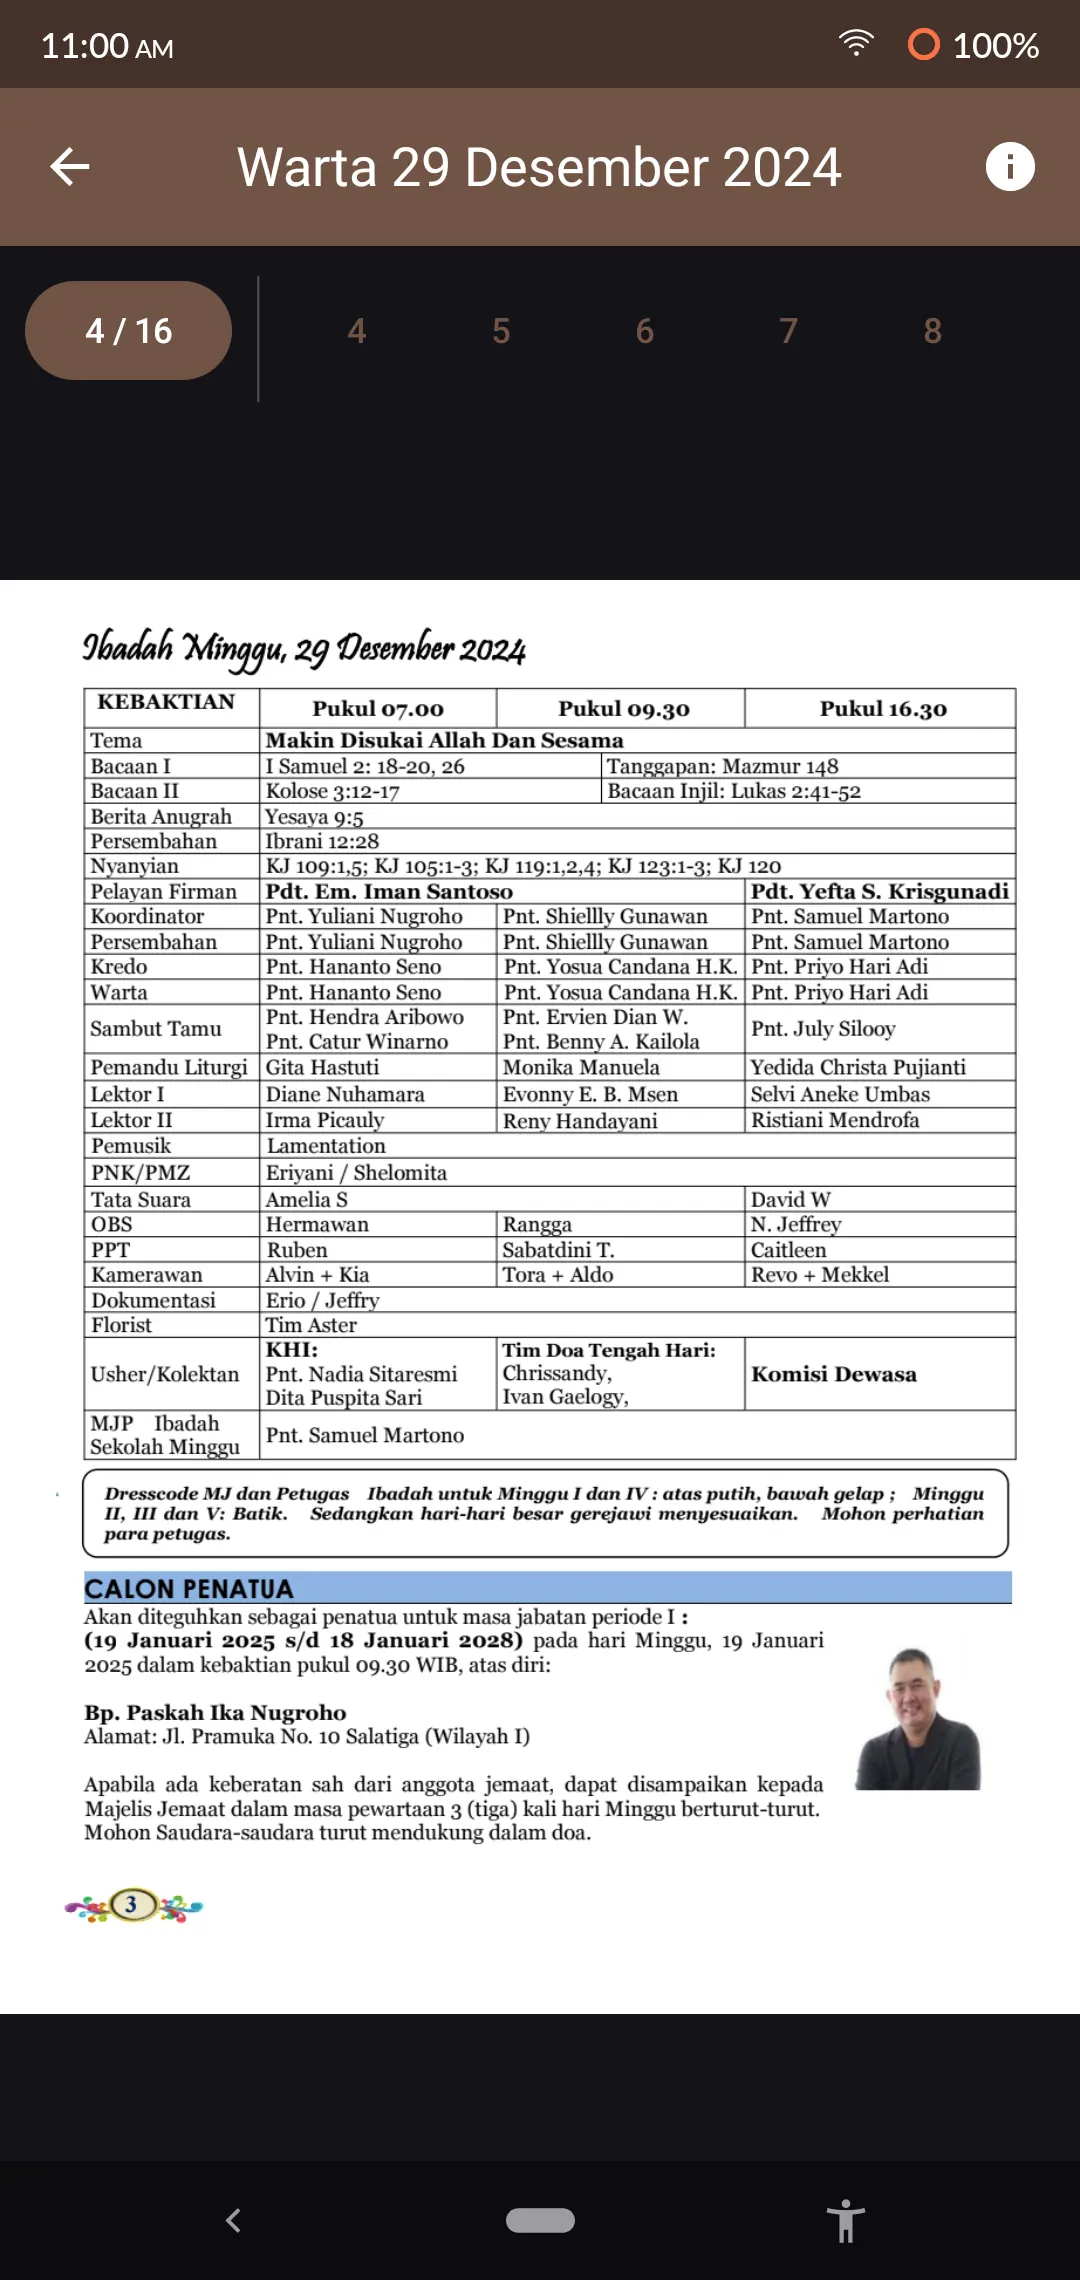 11:00 AM
100%
Warta 29 Desember 2024
4 / 16
4 5 6 7 8
Ibadah Minggu, 29 Desember 2024
KEBAKTIAN Pukul 07.00 Pukul 09.30 Pukul 16.30
Tema Makin Disukai Allah Dan Sesama
Bacaan I I Samuel 2: 18-20, 26 Tanggapan: Mazmur 148
Bacaan II Kolose 3:12-17 Bacaan Injil: Lukas 2:41-52
Berita Anugrah Yesaya 9:5
Persembahan Ibrani 12:28
Nyanyian KJ 109:1,5; KJ 105:1-3; KJ 119:1,2,4; KJ 123:1-3; KJ 120
Pelayan Firman Pdt. Em. Iman Santoso Pdt. Yefta S. Krisgunadi
Koordinator Pnt. Yuliani Nugroho Pnt. Shiellly Gunawan Pnt. Samuel Martono
Persembahan Pnt. Yuliani Nugroho Pnt. Shiellly Gunawan Pnt. Samuel Martono
Kredo Pnt. Hananto Seno Pnt. Yosua Candana H.K. Pnt. Priyo Hari Adi
Warta Pnt. Hananto Seno Pnt. Yosua Candana H.K. Pnt. Priyo Hari Adi
Sambut Tamu Pnt. Hendra Aribowo Pnt. Ervien Dian W. Pnt. July Silooy
Pnt. Catur Winarno Pnt. Benny A. Kailola
Pemandu Liturgi Gita Hastuti Monika Manuela Yedida Christa Pujianti
Lektor I Diane Nuhamara Evonny E. B. Msen Selvi Aneke Umbas
Lektor II Irma Picauly Reny Handayani Ristiani Mendrofa
Pemusik Lamentation
PNK/PMZ Eriyani / Shelomita
Tata Suara Amelia S David W
OBS Hermawan Rangga N. Jeffrey
PPT Ruben Sabatdini T. Caitleen
Kamerawan Alvin + Kia Tora + Aldo Revo + Mekkel
Dokumentasi Erio / Jeffry
Florist Tim Aster
KHI: Tim Doa Tengah Hari:
Usher/Kolektan Pnt. Nadia Sitaresmi Chrissandy, Komisi Dewasa
Dita Puspita Sari Ivan Gaelogy,
MJP Ibadah
Sekolah Minggu Pnt. Samuel Martono
Dresscode MJ dan Petugas Ibadah untuk Minggu I dan IV : atas putih, bawah gelap ; Minggu
II, III dan V: Batik. Sedangkan hari-hari besar gerejawi menyesuaikan. Mohon perhatian
para petugas.
CALON PENATUA
Akan diteguhkan sebagai penatua untuk masa jabatan periode I :
(19 Januari 2025 s/d 18 Januari 2028) pada hari Minggu, 19 Januari
2025 dalam kebaktian pukul 09.30 WIB, atas diri:
Bp. Paskah Ika Nugroho
Alamat: Jl. Pramuka No. 10 Salatiga (Wilayah I)
Apabila ada keberatan sah dari anggota jemaat, dapat disampaikan kepada
Majelis Jemaat dalam masa pewartaan 3 (tiga) kali hari Minggu berturut-turut.
Mohon Saudara-saudara turut mendukung dalam doa.
3